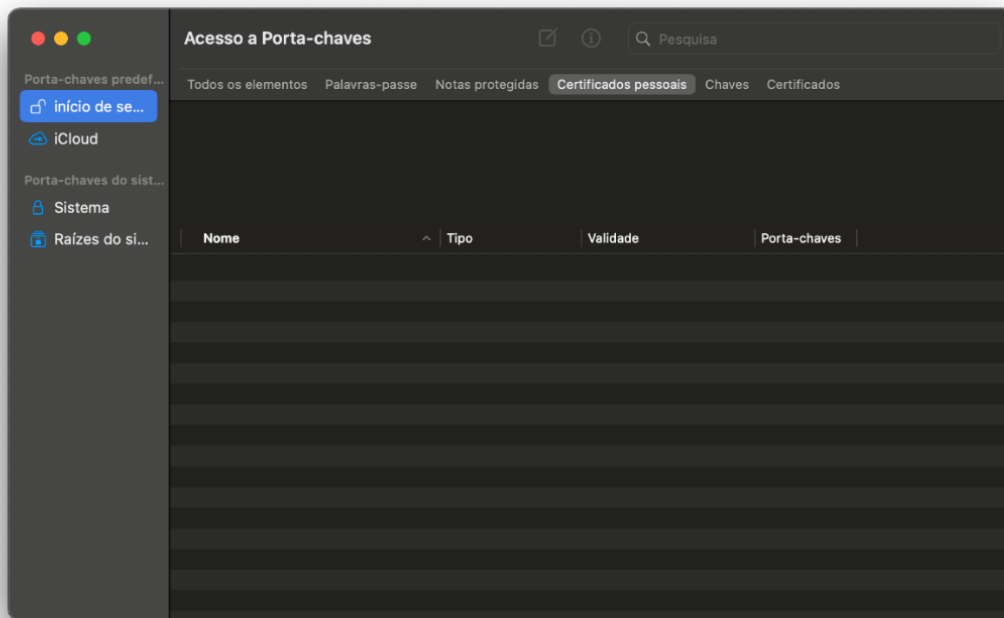 Acesso a Porta-chaves
Pesquisa
Porta-chaves predef...
início de se...
iCloud
Porta-chaves do sist...
Sistema
Raízes do si...
Todos os elementos Palavras-passe Notas protegidas Certificados pessoais Chaves Certificados
Nome Tipo Validade Porta-chaves